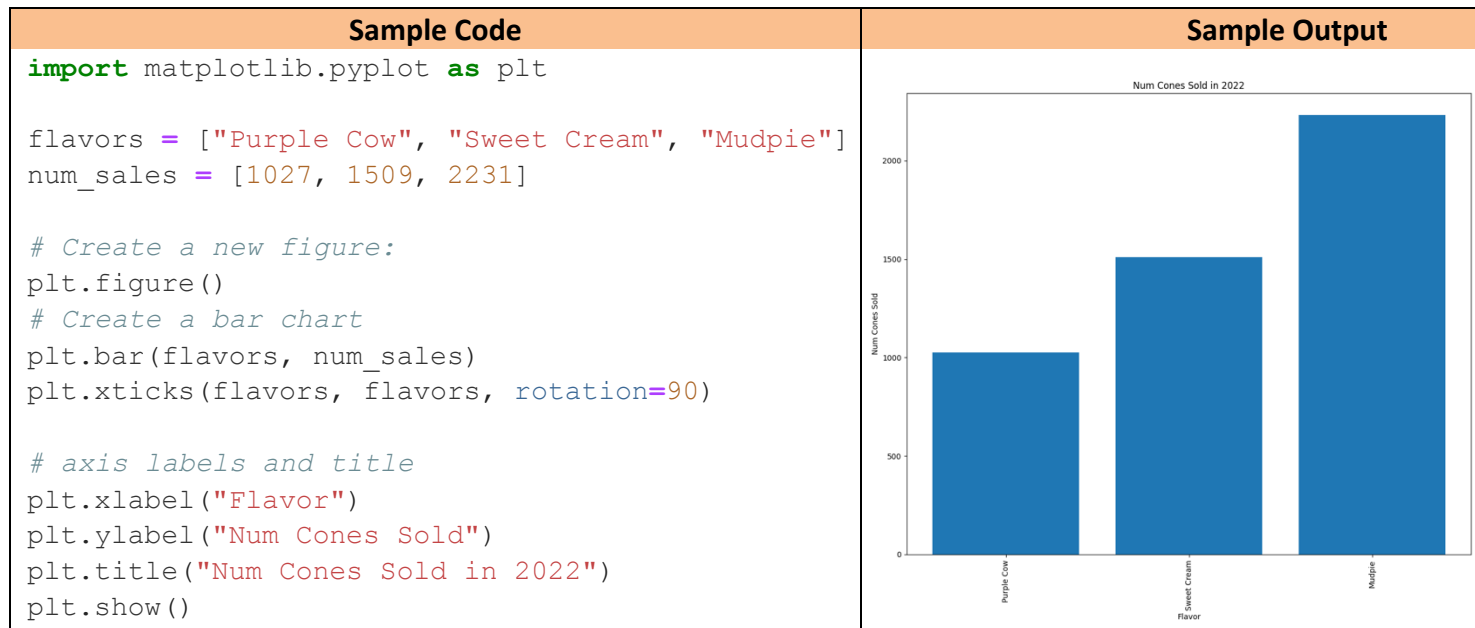 Sample Code
import matplotlib.pyplot as plt
flavors = ["Purple Cow", "Sweet Cream", "Mudpie"]
num_sales = [1027, 1509, 2231]
# Create a new figure:
plt.figure()
# Create a bar chart
plt.bar(flavors, num_sales)
plt.xticks(flavors, flavors, rotation=90)
# axis labels and title
plt.xlabel("Flavor")
plt.ylabel("Num Cones Sold")
plt.title("Num Cones Sold in 2022")
plt.show()
Sample Output
Num Cones Sold in 2022
Num Cones Sold
2000
1500
1000
500
0
Purple Cow
Sweet Cream
Mudpie
Flavor